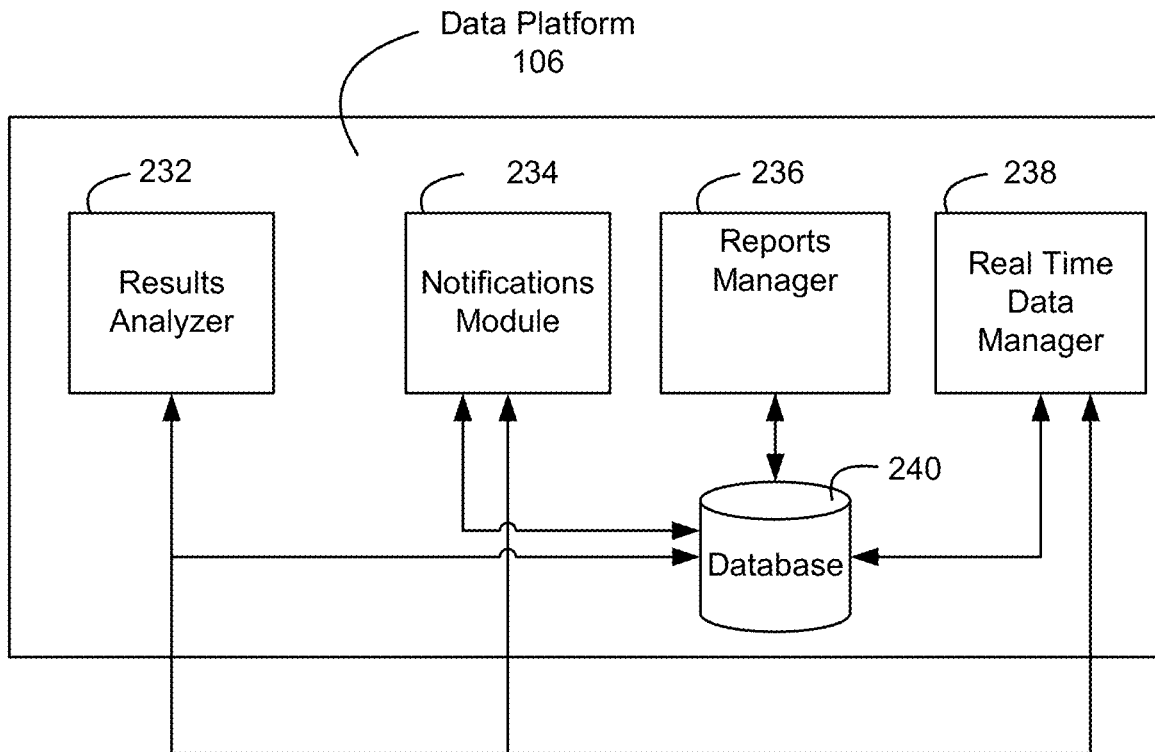 Data Platform
106
232
234
236
238
Results
Analyzer
Notifications
Module
Reports
Manager
Real Time
Data
Manager
240
Database